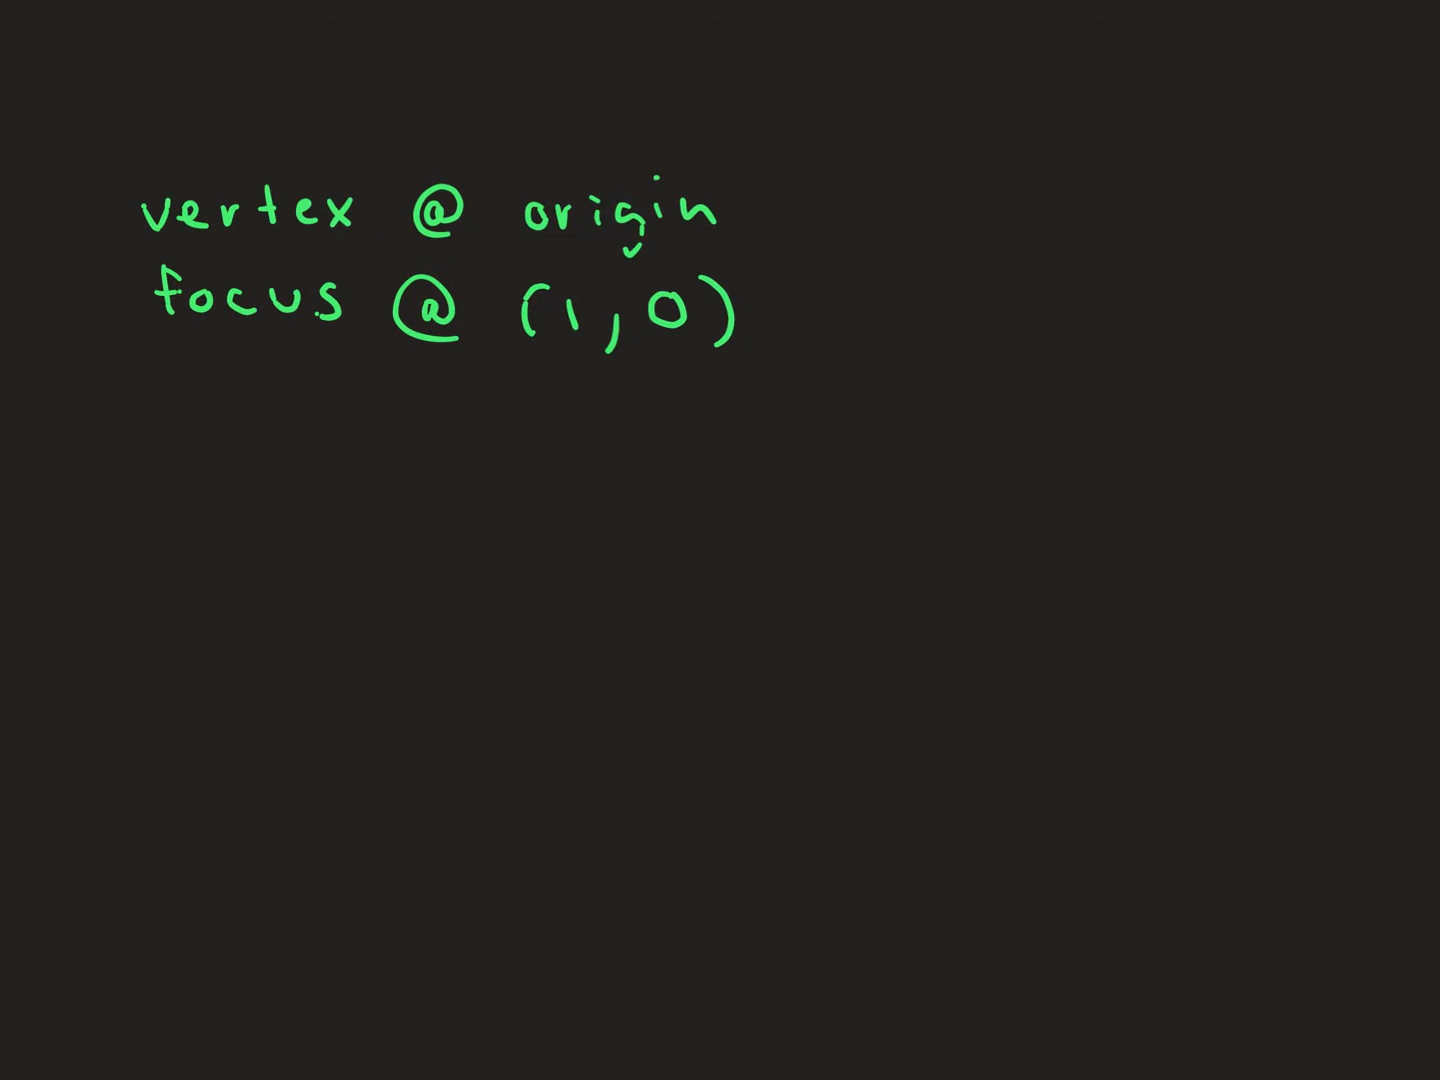 vertex @ origin
focus @ (1, 0)